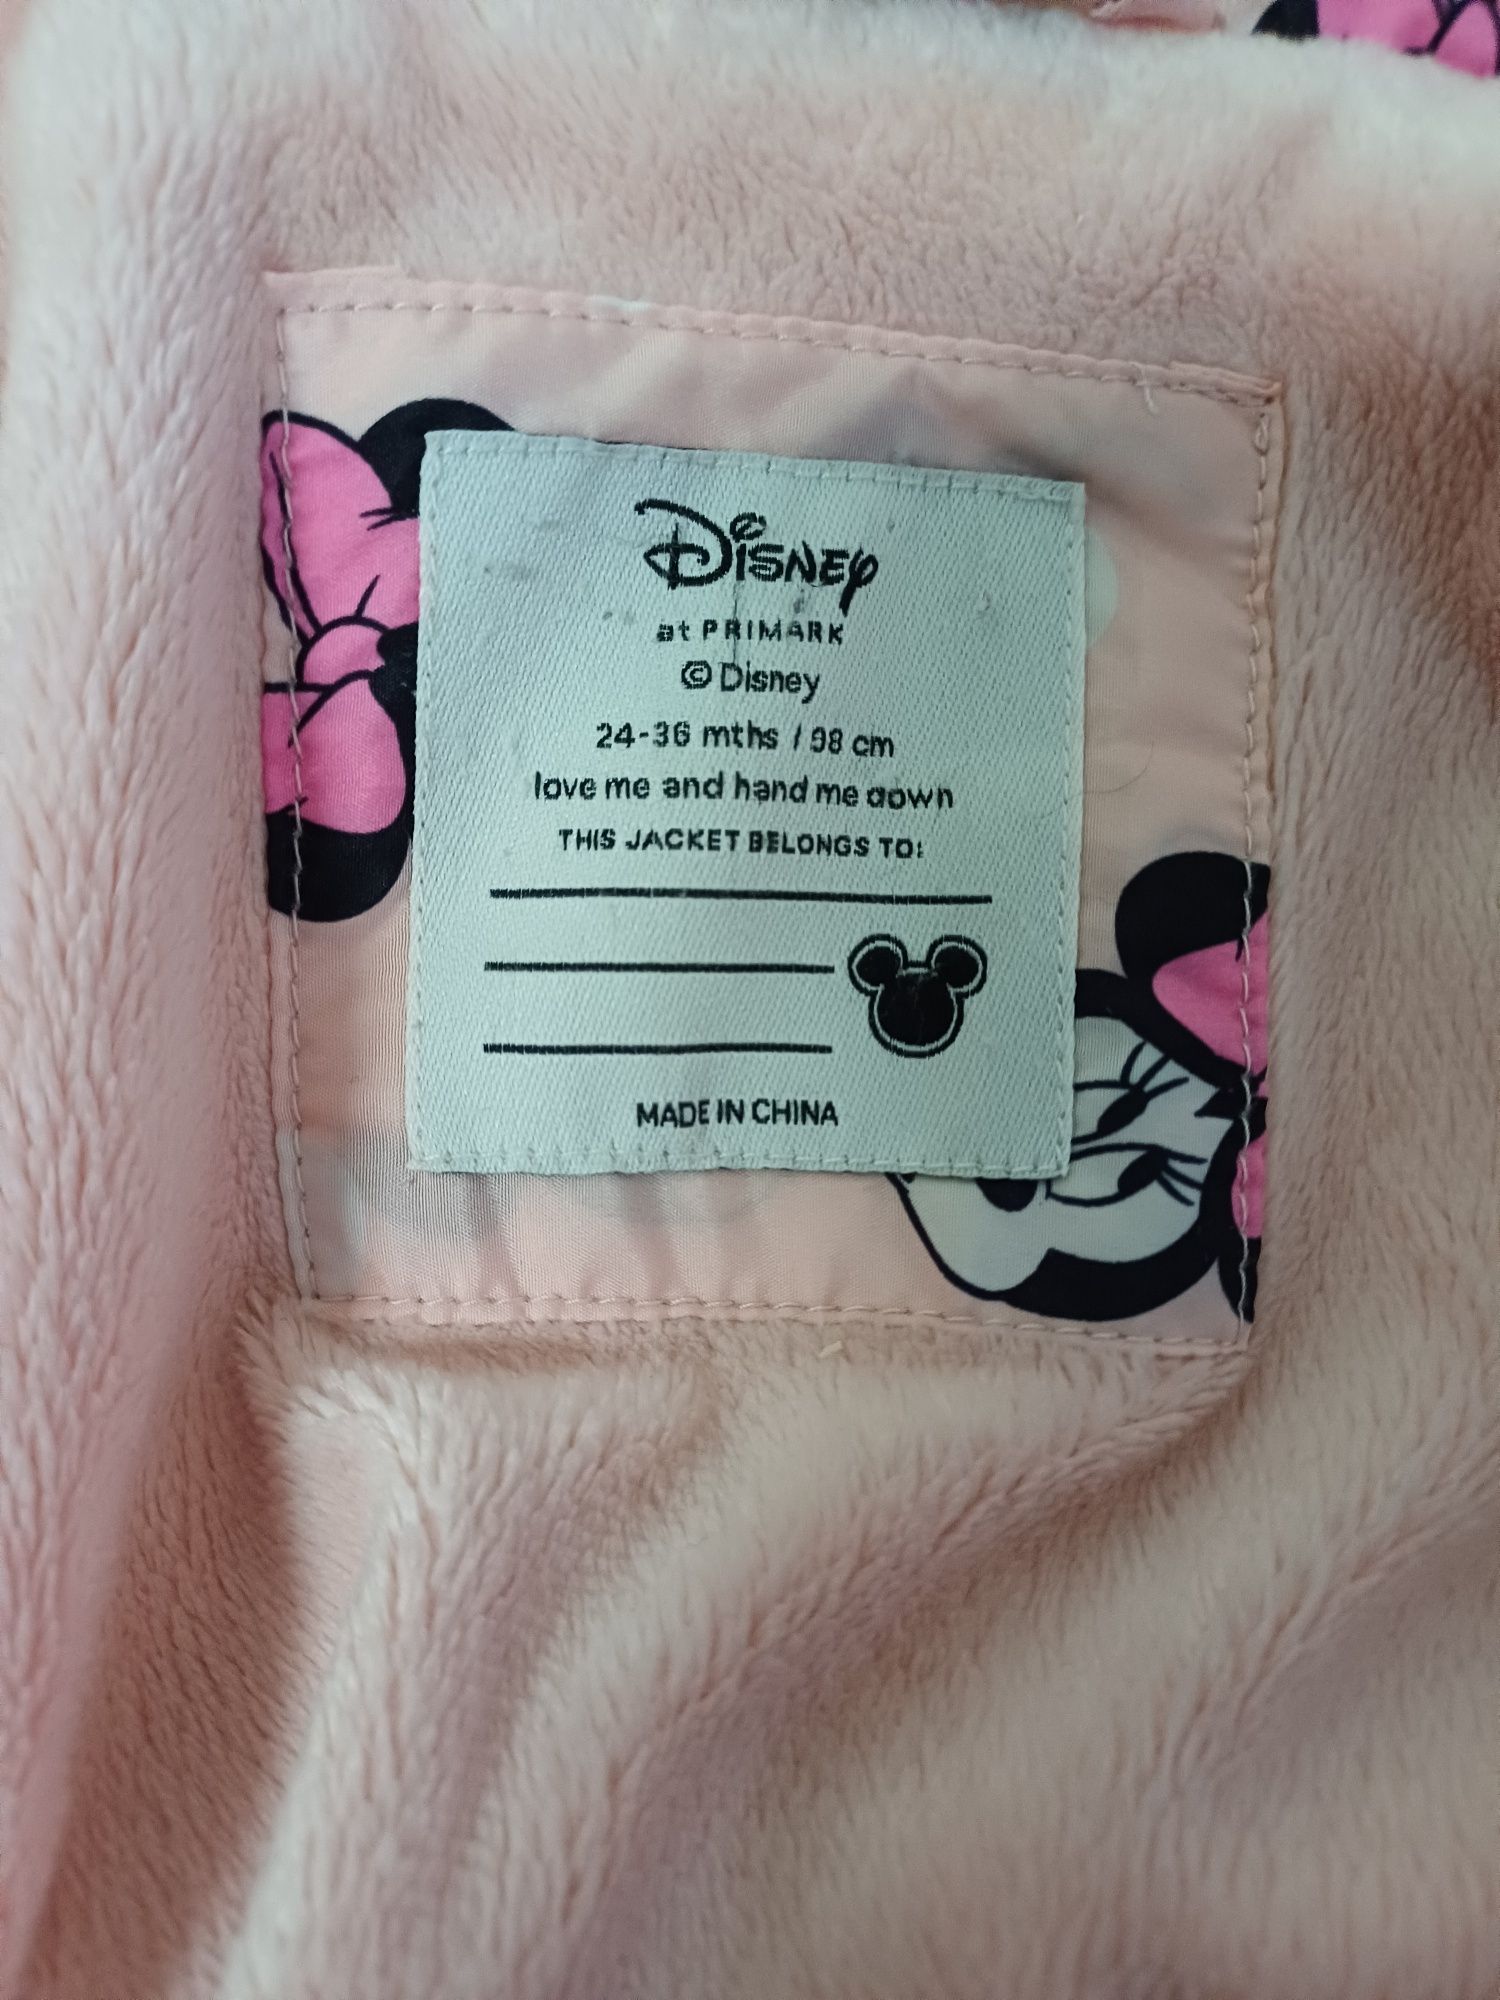 Disney
at PRIMARK
© Disney
24-36 mths / 98 cm
love me and hand me down
THIS JACKET BELONGS TO:
MADE IN CHINA